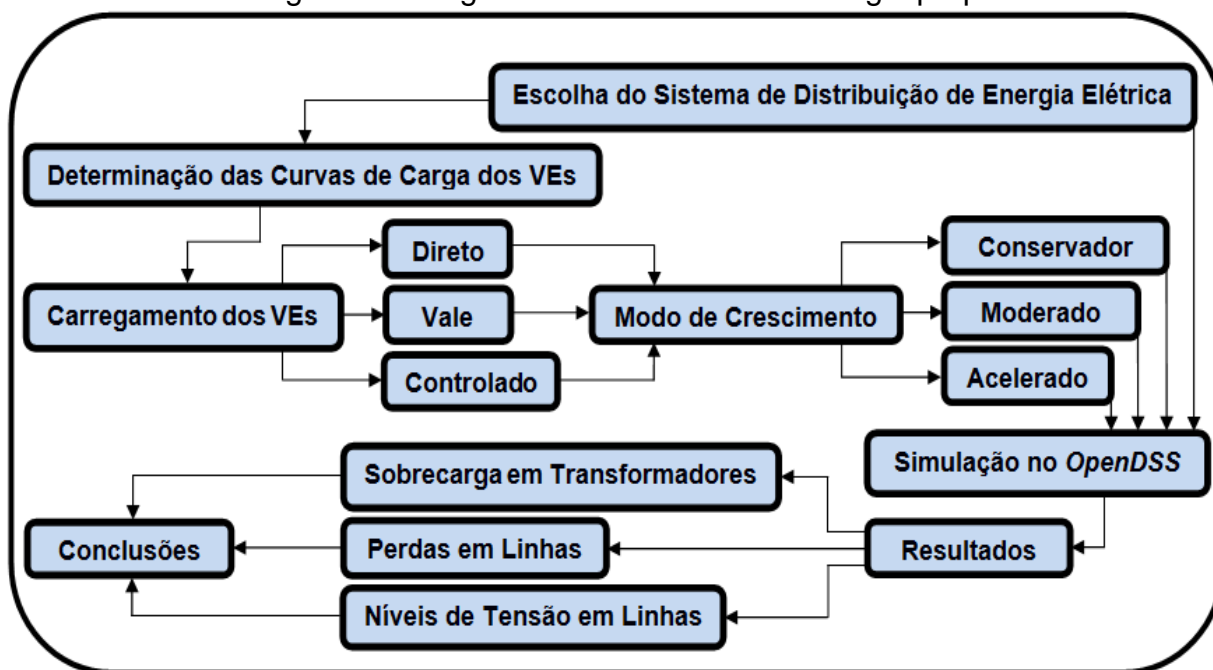 Escolha do Sistema de Distribuição de Energia Elétrica
Determinação das Curvas de Carga dos VEs
Direto
Conservador
Carregamento dos VEs
Vale
Modo de Crescimento
Moderado
Controlado
Acelerado
Simulação no OpenDSS
Sobrecarga em Transformadores
Conclusões
Perdas em Linhas
Resultados
Níveis de Tensão em Linhas